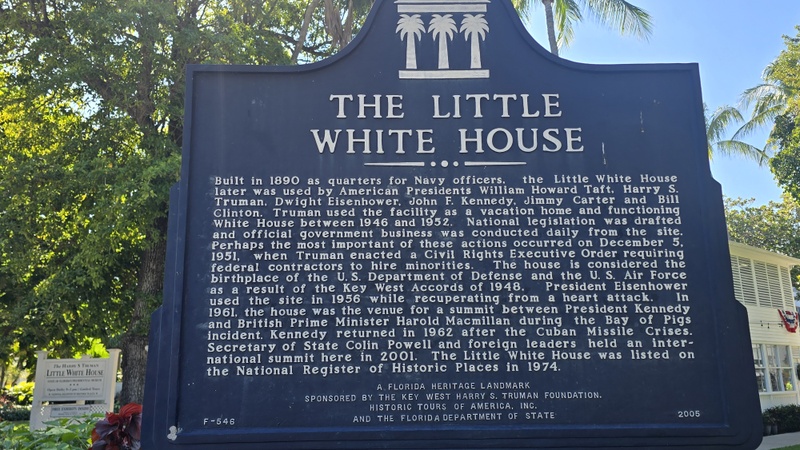 THE LITTLE
WHITE HOUSE
Built in 1890 as quarters for Navy officers, the Little White House
later was used by American Presidents William Howard Taft, Harry S.
Truman, Dwight Eisenhower, John F. Kennedy, Jimmy Carter and Bill
Clinton. Truman used the facility as a vacation home and functioning
White House between 1946 and 1952. National legislation was drafted
and official government business was conducted daily from the site.
Perhaps the most important of these actions occurred on December 5,
1951, when Truman enacted a Civil Rights Executive Order requiring
federal contractors to hire minorities. The house is considered the
birthplace of the U.S. Department of Defense and the U.S. Air Force
as a result of the Key West Accords of 1948. President Eisenhower
used the site in 1956 while recuperating from a heart attack. In
1961, the house was the venue for a summit between President Kennedy
and British Prime Minister Harold Macmillan during the Bay of Pigs
incident. Kennedy returned in 1962 after the Cuban Missile Crises.
Secretary of State Colin Powell and foreign leaders held an inter-
national summit here in 2001. The Little White House was listed on
the National Register of Historic Places in 1974.
A FLORIDA HERITAGE LANDMARK
SPONSORED BY THE KEY WEST HARRY S. TRUMAN FOUNDATION,
HISTORIC TOURS OF AMERICA, INC.
AND THE FLORIDA DEPARTMENT OF STATE
F-546
2005
The HARRY S. TRUMAN
LITTLE WHITE HOUSE